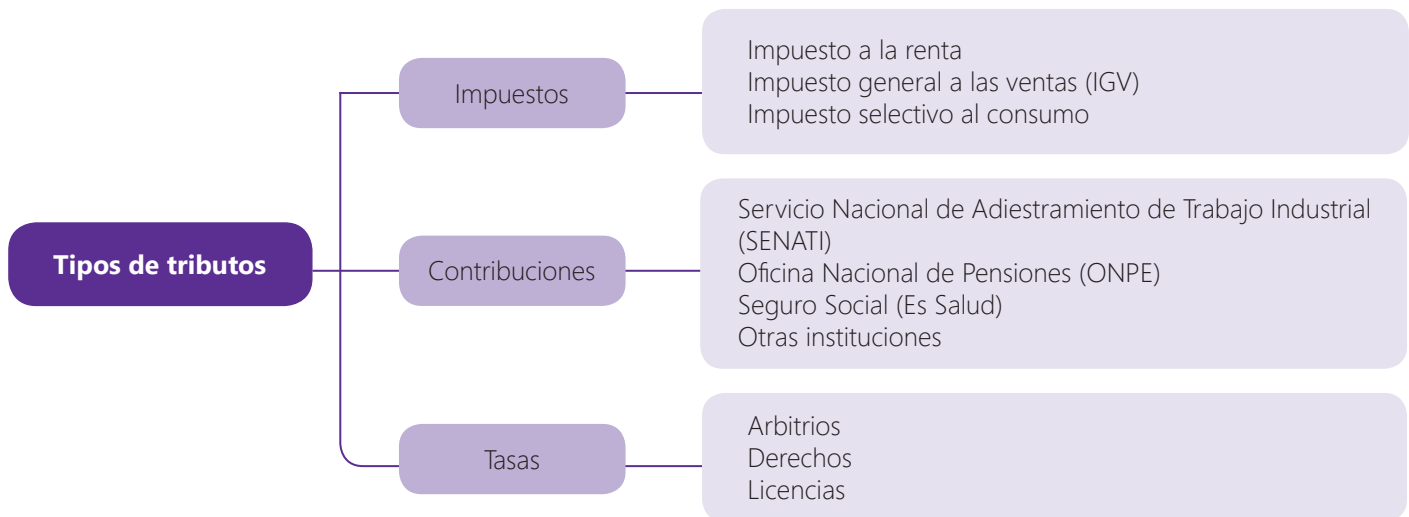 Tipos de tributos
Impuestos
Impuesto a la renta
Impuesto general a las ventas (IGV)
Impuesto selectivo al consumo
Contribuciones
Servicio Nacional de Adiestramiento de Trabajo Industrial
(SENATI)
Oficina Nacional de Pensiones (ONPE)
Seguro Social (Es Salud)
Otras instituciones
Tasas
Arbitrios
Derechos
Licencias